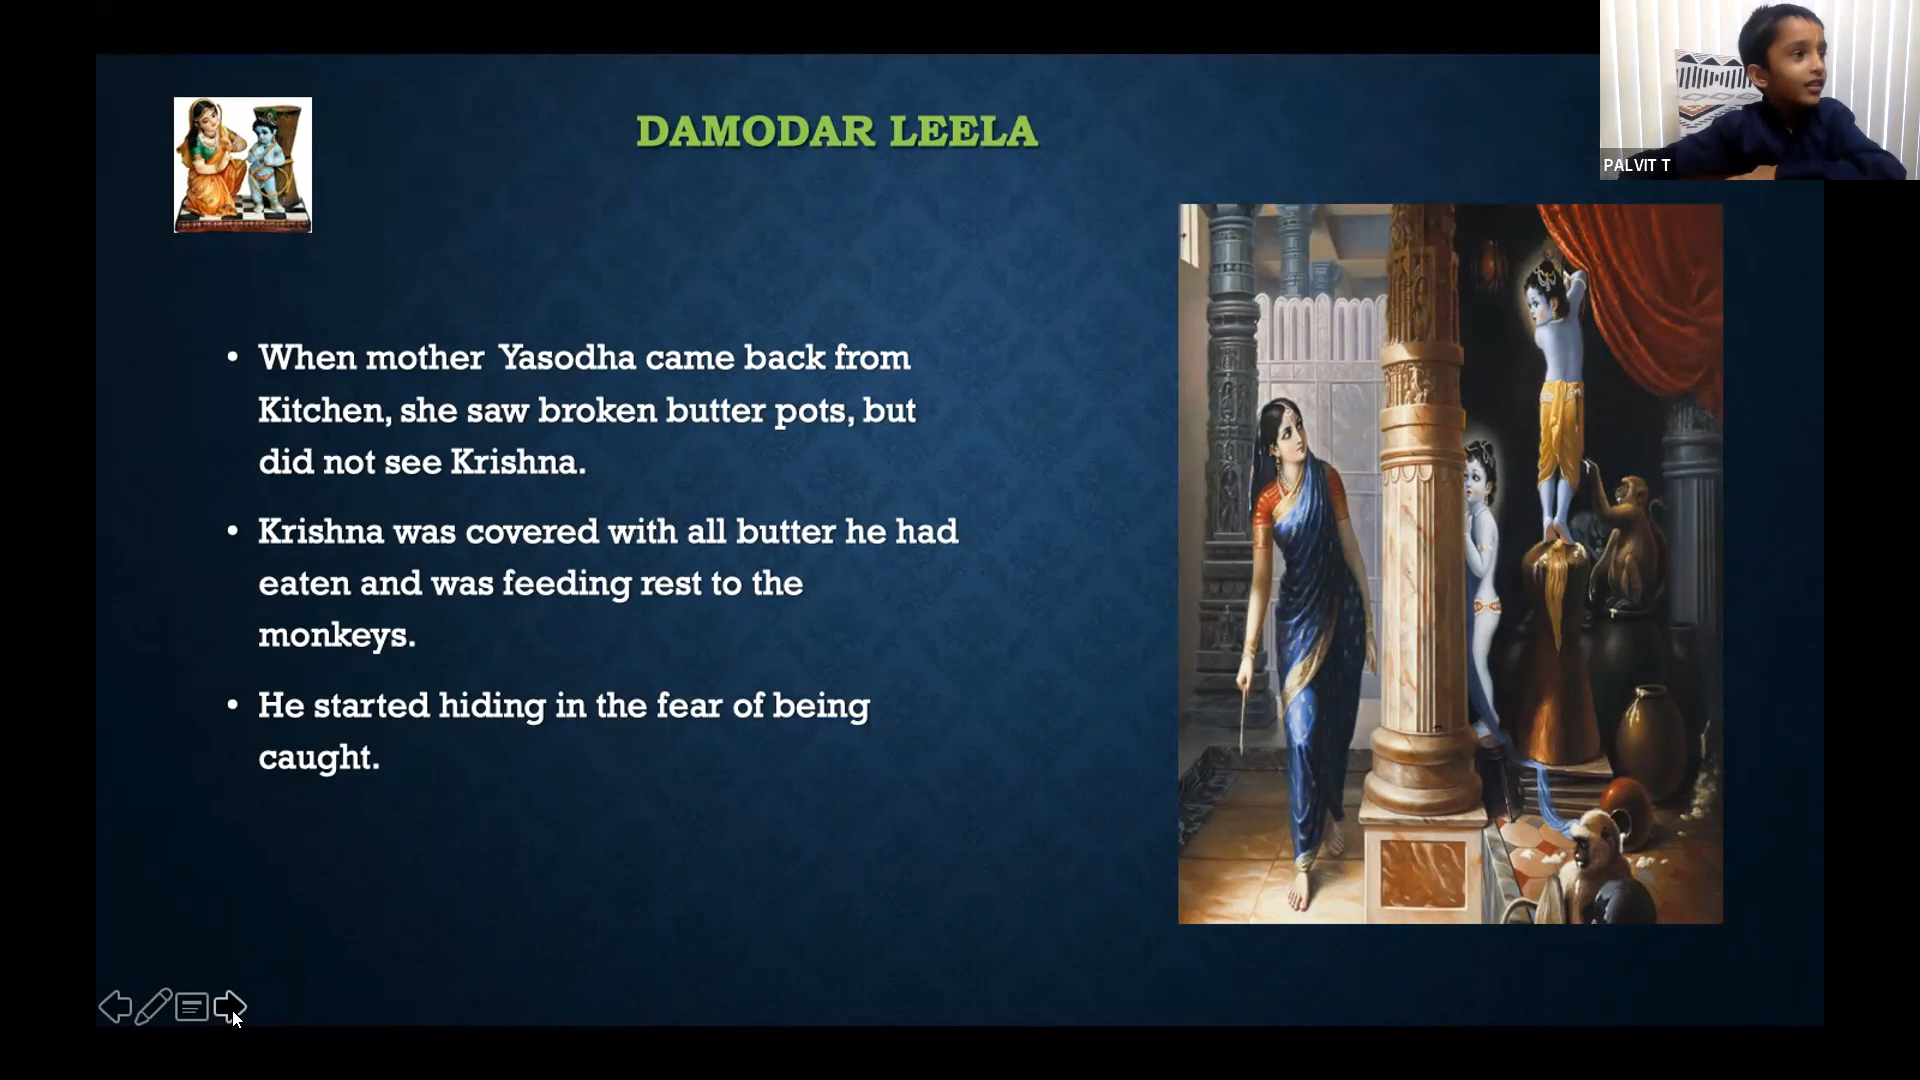 DAMODAR LEELA
PALVIT T
• When mother Yasodha came back from
Kitchen, she saw broken butter pots, but
did not see Krishna.
• Krishna was covered with all butter he had
eaten and was feeding rest to the
monkeys.
• He started hiding in the fear of being
caught.